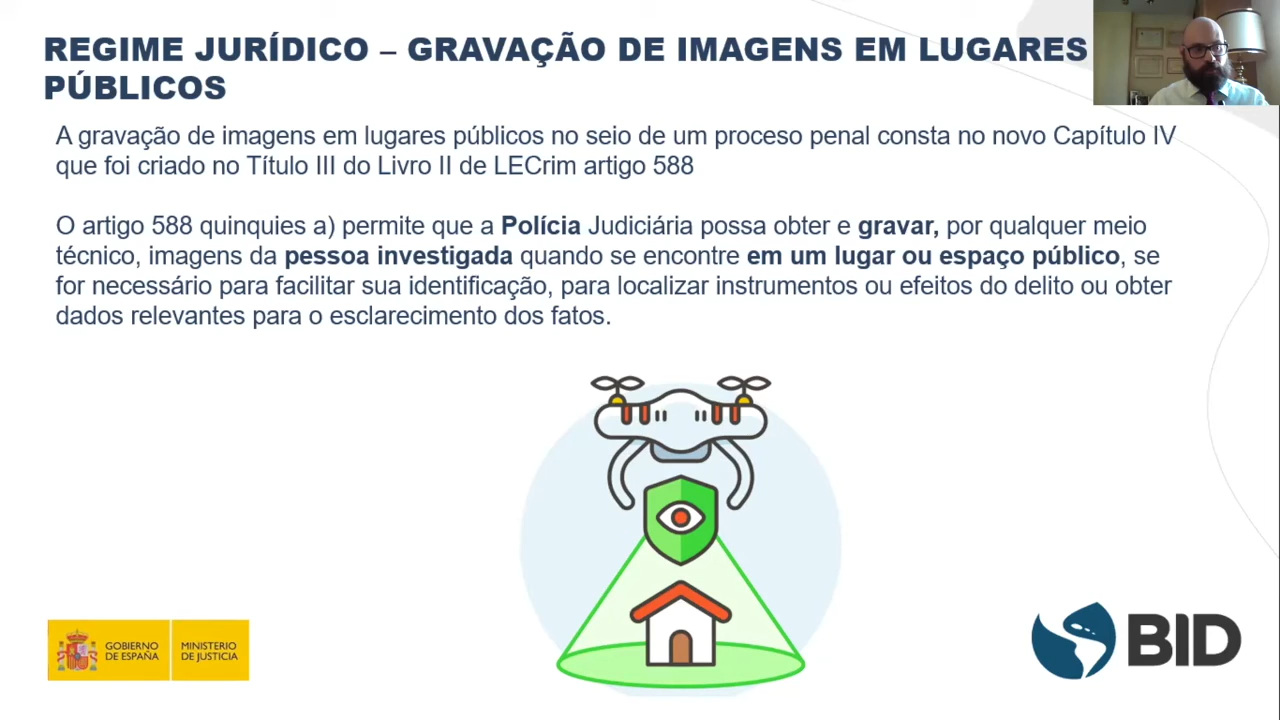 REGIME JURÍDICO – GRAVAÇÃO DE IMAGENS EM LUGARES
PÚBLICOS
A gravação de imagens em lugares públicos no seio de um proceso penal consta no novo Capítulo IV
que foi criado no Título III do Livro II de LECrim artigo 588
O artigo 588 quinquies a) permite que a Polícia Judiciária possa obter e gravar, por qualquer meio
técnico, imagens da pessoa investigada quando se encontre em um lugar ou espaço público, se
for necessário para facilitar sua identificação, para localizar instrumentos ou efeitos do delito ou obter
dados relevantes para o esclarecimento dos fatos.
GOBIERNO
DE ESPAÑA
MINISTERIO
DE JUSTICIA
BID